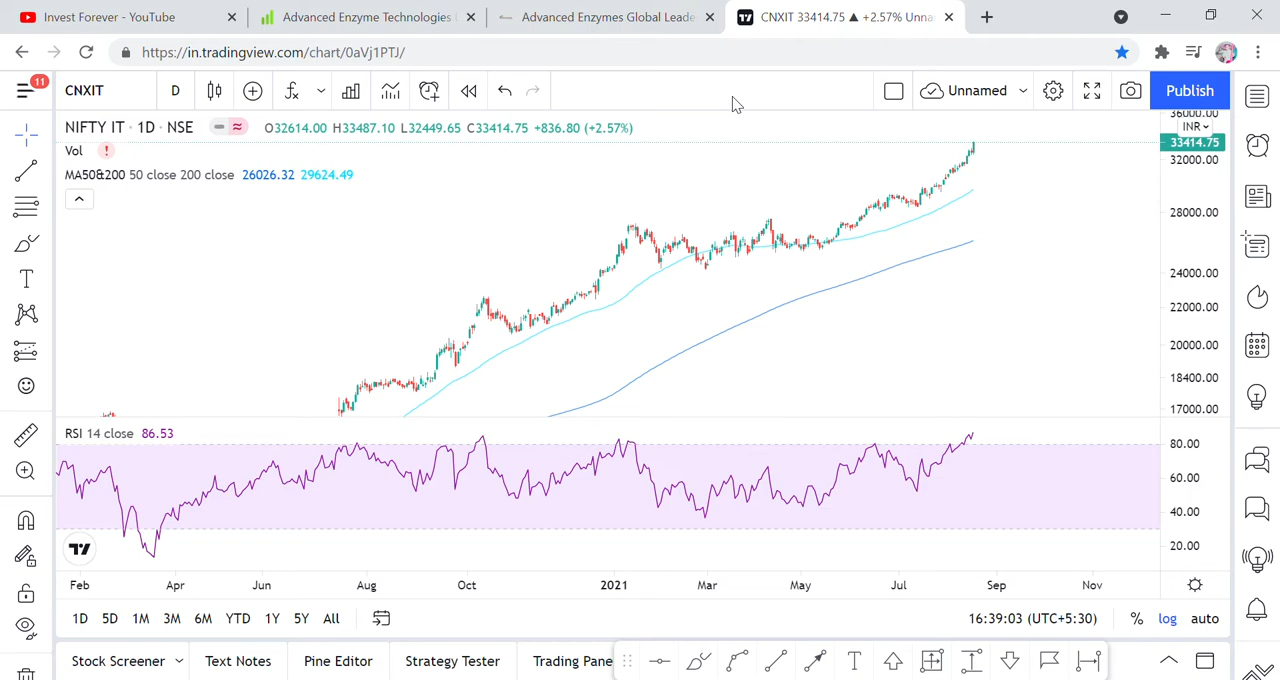 Invest Forever - YouTube
Advanced Enzyme Technologies
Advanced Enzymes Global Leade
CNXIT 33414.75 ▲ +2.57% Unna
https://in.tradingview.com/chart/0aVj1PTJ/
11
CNXIT
D
Unnamed
Publish
NIFTY IT · 1D · NSE
O32614.00 H33487.10 L32449.65 C33414.75 +836.80 (+2.57%)
Vol
!
MA50&200 50 close 200 close 26026.32 29624.49
36000.00
INR
33414.75
32000.00
28000.00
24000.00
22000.00
20000.00
18400.00
17000.00
RSI 14 close 86.53
80.00
60.00
40.00
20.00
Feb Apr Jun Aug Oct 2021 Mar May Jul Sep Nov
1D 5D 1M 3M 6M YTD 1Y 5Y All
16:39:03 (UTC+5:30)
% log auto
Stock Screener
Text Notes
Pine Editor
Strategy Tester
Trading Pane
T